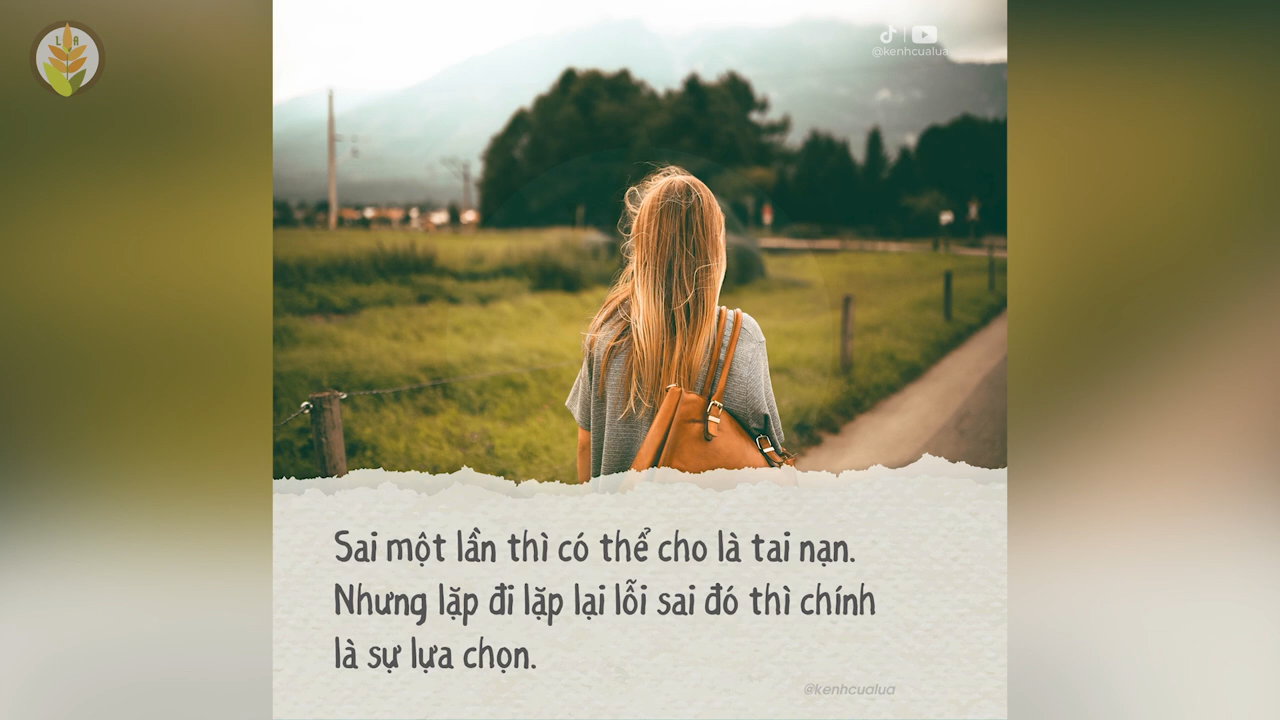 L A
@kenhcualua
Sai một lần thì có thể cho là tai nạn.
Nhưng lặp đi lặp lại lỗi sai đó thì chính
là sự lựa chọn.
@kenhcualua